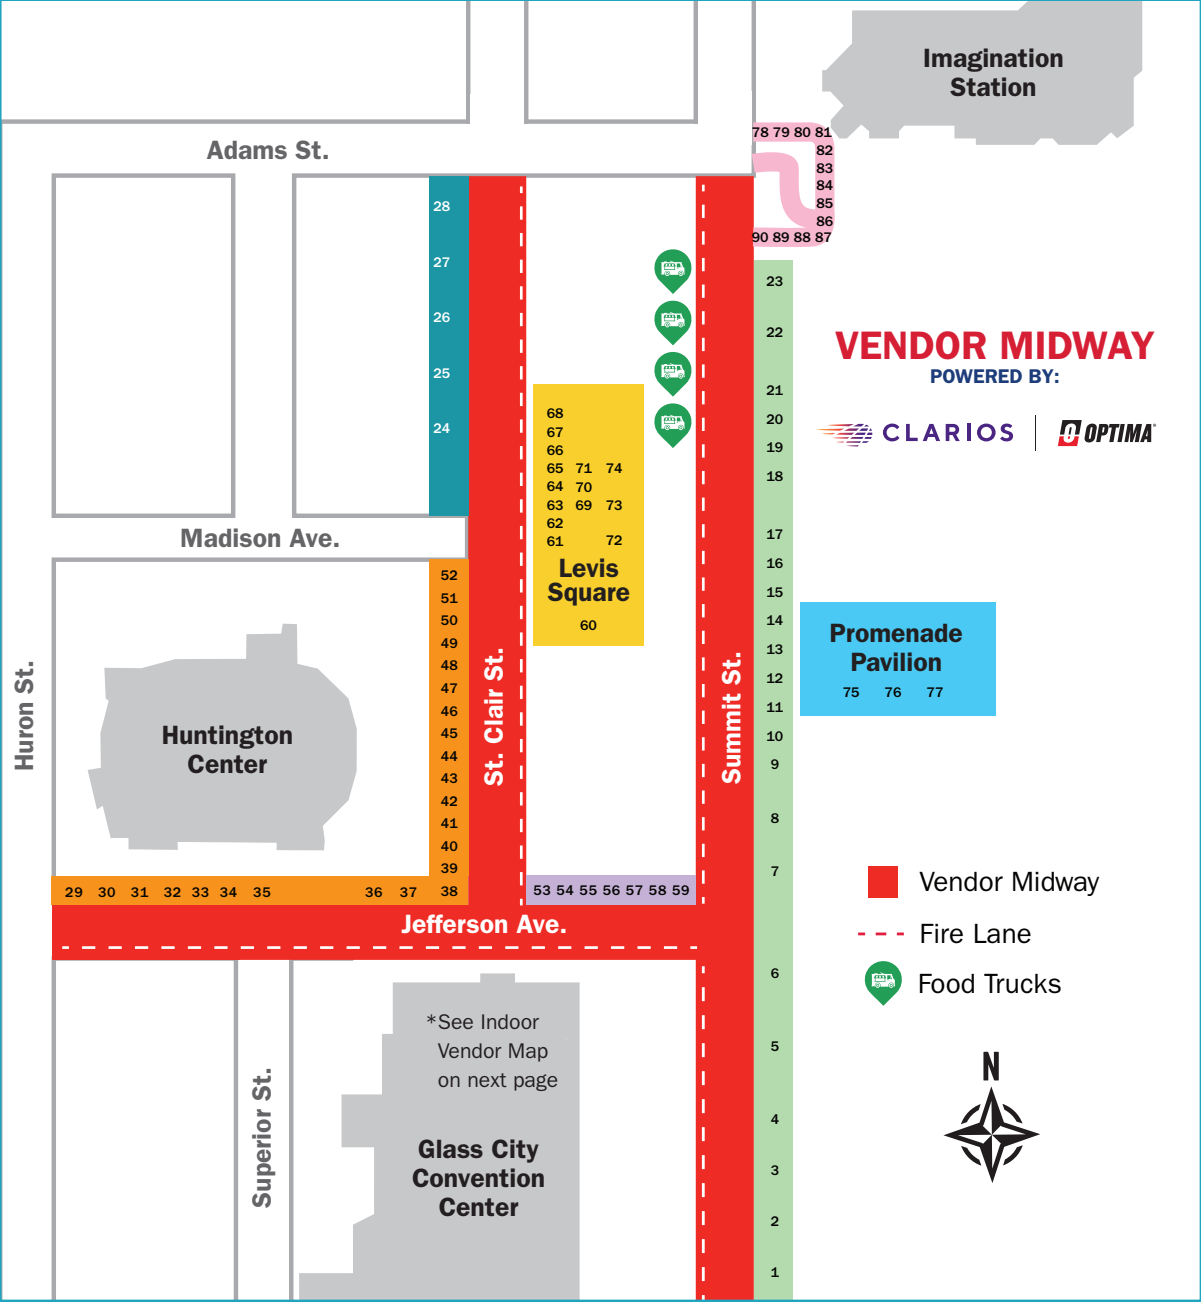 Imagination
Station
78 79 80 81
82
83
84
85
86
90 89 88 87
Adams St.
28
27
26
25
24
23
22
21
20
19
18
17
16
15
14
13
12
11
10
9
8
7
6
5
4
3
2
1
VENDOR MIDWAY
POWERED BY:
CLARIOS
OPTIMA
68
67
66
65 71 74
64 70
63 69 73
62
61 72
Levis
Square
60
Madison Ave.
Promenade
Pavilion
75 76 77
52
51
50
49
48
47
46
45
44
43
42
41
40
39
38
Huron St.
Huntington
Center
St. Clair St.
Summit St.
29 30 31 32 33 34 35 36 37
53 54 55 56 57 58 59
Jefferson Ave.
Vendor Midway
Fire Lane
Food Trucks
*See Indoor
Vendor Map
on next page
Superior St.
Glass City
Convention
Center
N